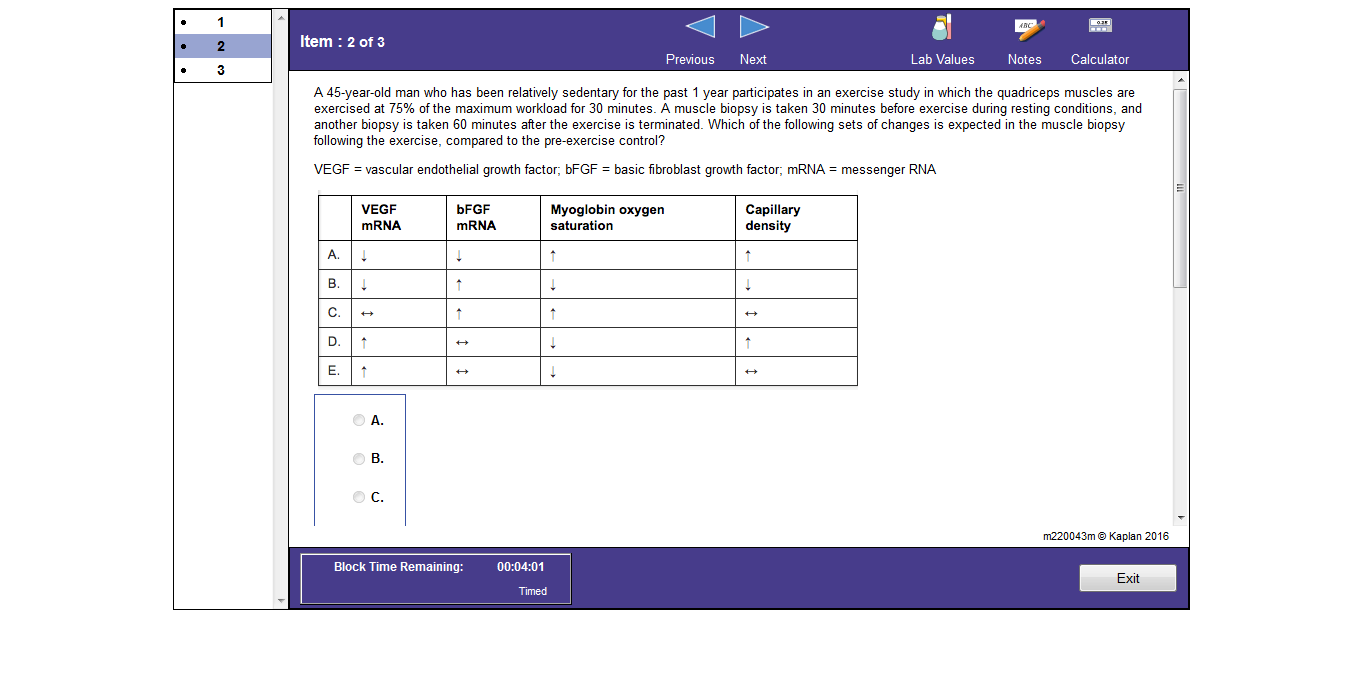 1
2
3
Item : 2 of 3
Previous
Next
Lab Values
Notes
Calculator
A 45-year-old man who has been relatively sedentary for the past 1 year participates in an exercise study in which the quadriceps muscles are
exercised at 75% of the maximum workload for 30 minutes. A muscle biopsy is taken 30 minutes before exercise during resting conditions, and
another biopsy is taken 60 minutes after the exercise is terminated. Which of the following sets of changes is expected in the muscle biopsy
following the exercise, compared to the pre-exercise control?
VEGF = vascular endothelial growth factor; bFGF = basic fibroblast growth factor; mRNA = messenger RNA
VEGF mRNA bFGF mRNA Myoglobin oxygen saturation Capillary density
A. ↓ ↓ ↑ ↑
B. ↓ ↑ ↓ ↓
C. ↔ ↑ ↑ ↔
D. ↑ ↔ ↓ ↑
E. ↑ ↔ ↓ ↔
A.
B.
C.
m220043m © Kaplan 2016
Block Time Remaining: 00:04:01
Timed
Exit